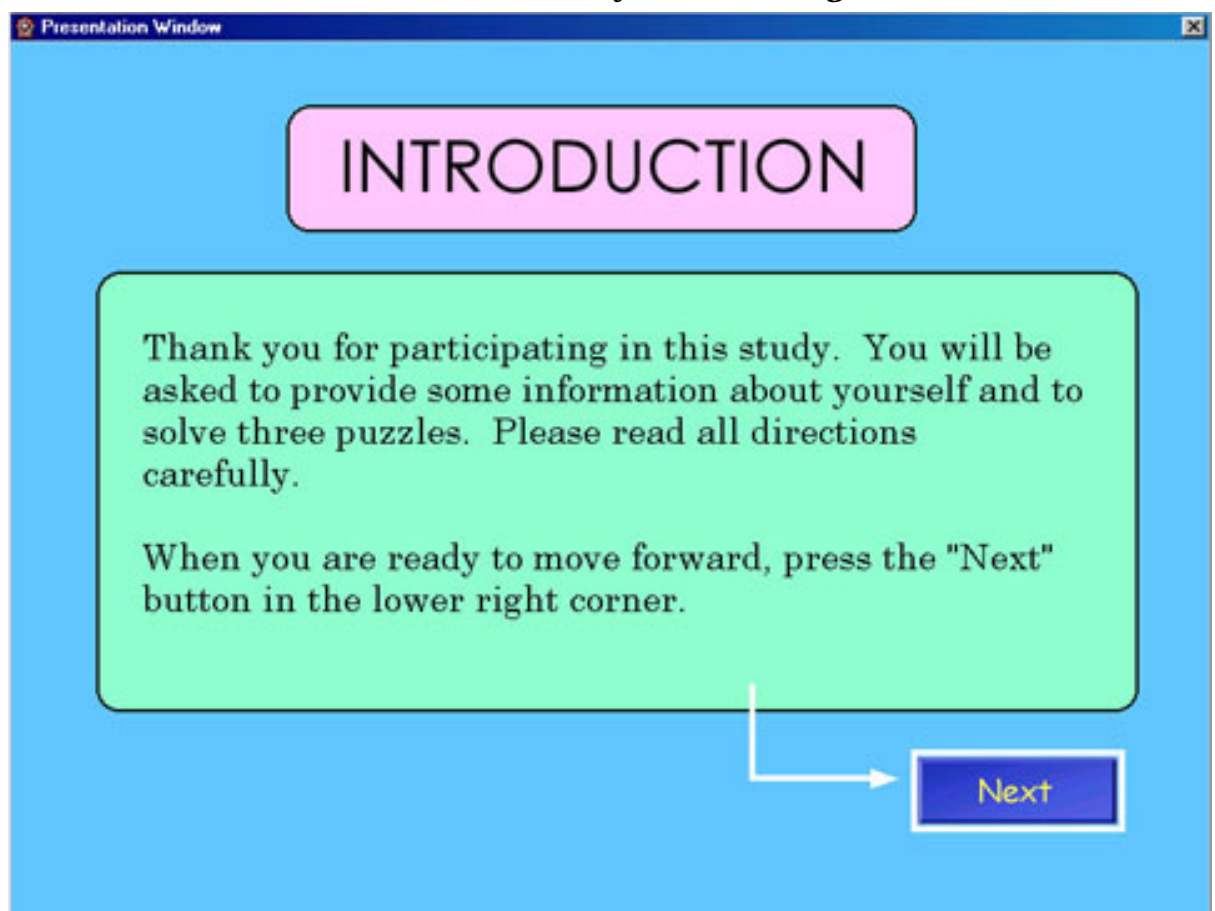 Presentation Window
INTRODUCTION
Thank you for participating in this study.  You will be
asked to provide some information about yourself and to
solve three puzzles.  Please read all directions
carefully.
When you are ready to move forward, press the "Next"
button in the lower right corner.
Next